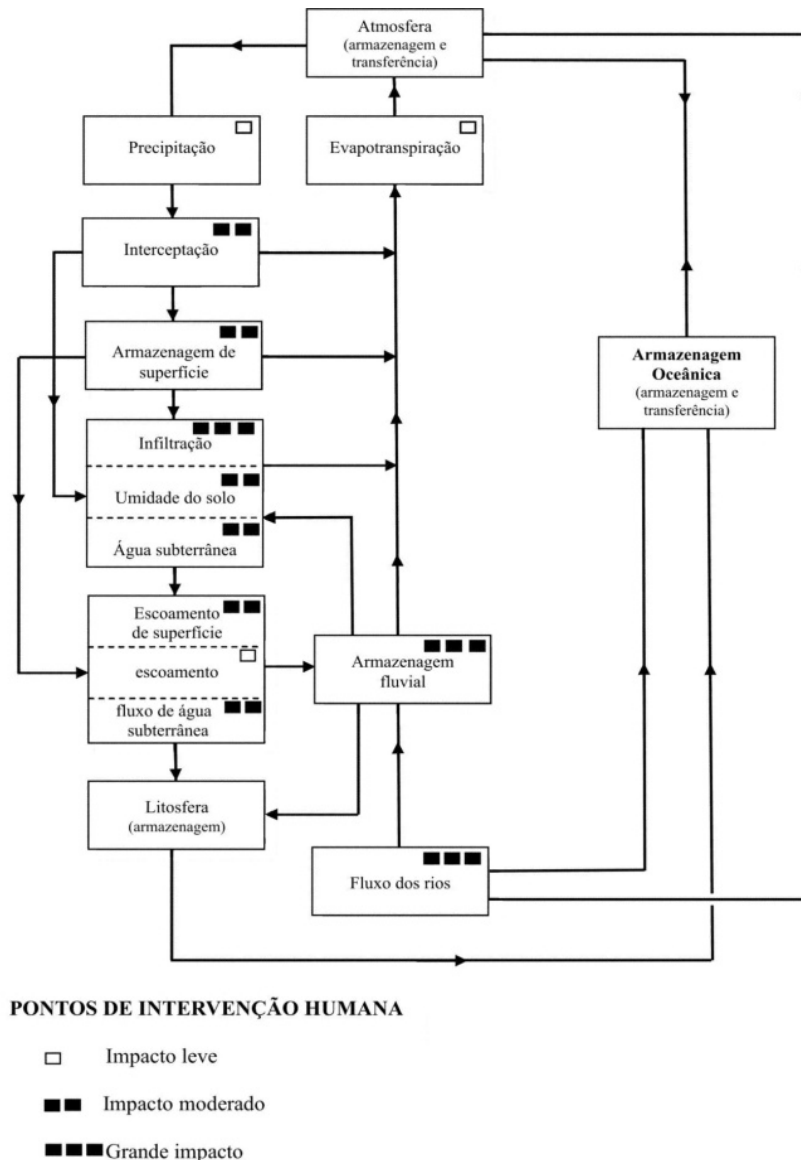 Atmosfera
(armazenagem e
transferência)
Precipitação
Evapotranspiração
Interceptação
Armazenagem de
superfície
Armazenagem
Oceânica
(armazenagem e
transferência)
Infiltração
Umidade do solo
Água subterrânea
Escoamento
de superfície
escoamento
fluxo de água
subterrânea
Armazenagem
fluvial
Litosfera
(armazenagem)
Fluxo dos rios
PONTOS DE INTERVENÇÃO HUMANA
Impacto leve
Impacto moderado
Grande impacto